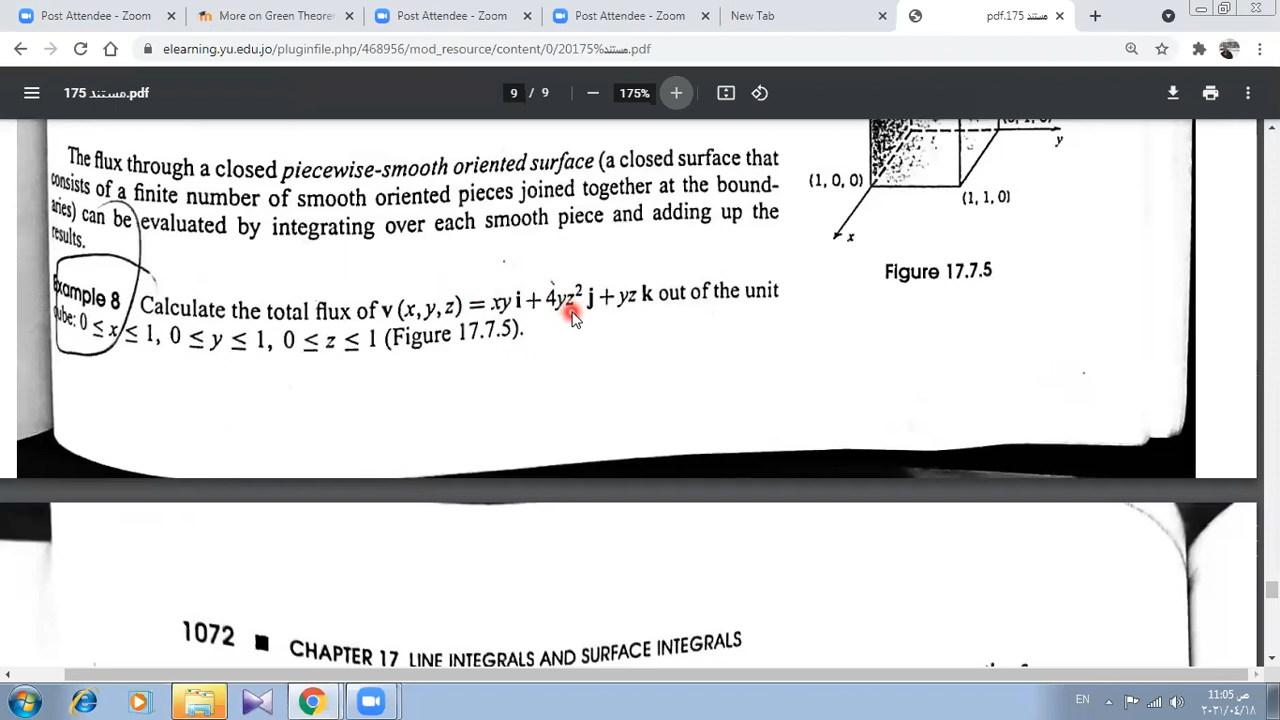 Post Attendee - Zoom
More on Green Theorer
Post Attendee - Zoom
Post Attendee - Zoom
New Tab
مستند 175.pdf
elearning.yu.edu.jo/pluginfile.php/468956/mod_resource/content/0/20175%مستند.pdf
مستند 175.pdf
9 / 9
175%
The flux through a closed piecewise-smooth oriented surface (a closed surface that
consists of a finite number of smooth oriented pieces joined together at the bound-
aries) can be evaluated by integrating over each smooth piece and adding up the
results.
y
(1, 0, 0)
(1, 1, 0)
x
Figure 17.7.5
Example 8 Calculate the total flux of v (x, y, z) = xy i + 4yz² j + yz k out of the unit
cube: 0 ≤ x ≤ 1, 0 ≤ y ≤ 1, 0 ≤ z ≤ 1 (Figure 17.7.5).
1072 ■ CHAPTER 17 LINE INTEGRALS AND SURFACE INTEGRALS
EN
11:05 ص
٢٠٢١/٠٤/١٨